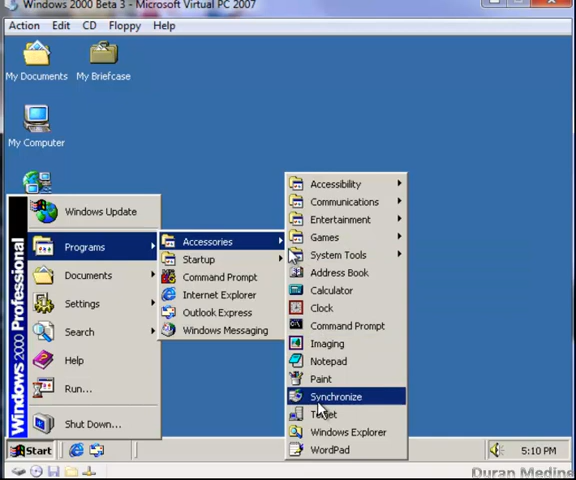 Windows 2000 Beta 3 - Microsoft Virtual PC 2007
Action Edit CD Floppy Help
My Documents
My Briefcase
My Computer
Windows Update
Programs
Documents
Settings
Search
Help
Run...
Shut Down...
Windows 2000 Professional
Accessories
Startup
Command Prompt
Internet Explorer
Outlook Express
Windows Messaging
Accessibility
Communications
Entertainment
Games
System Tools
Address Book
Calculator
Clock
Command Prompt
Imaging
Notepad
Paint
Synchronize
Windows Explorer
WordPad
Start
5:10 PM
Duran Medina